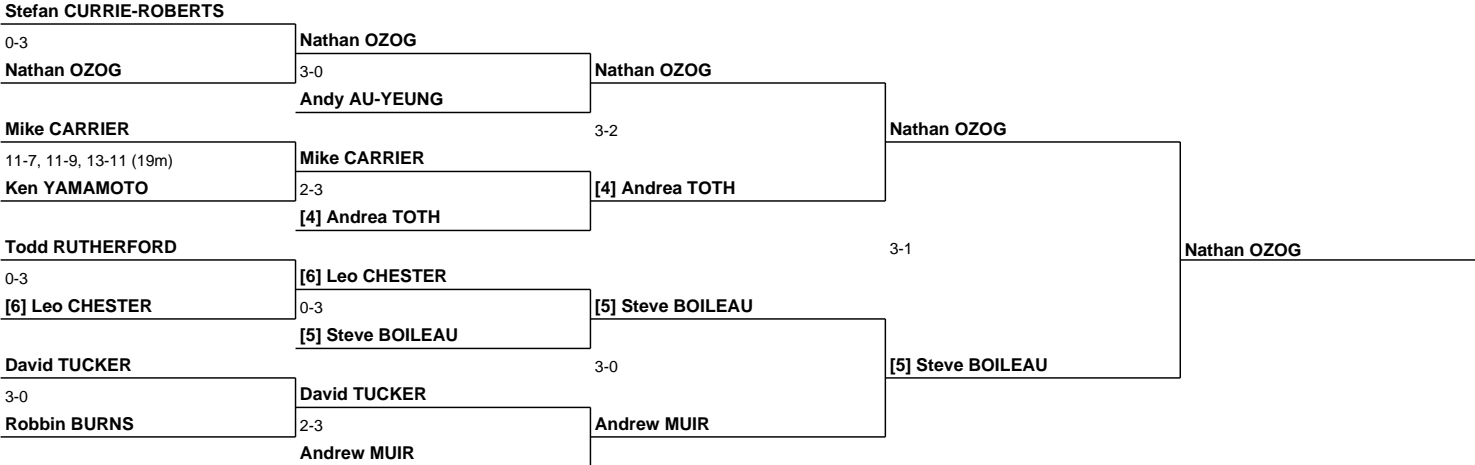 Stefan CURRIE-ROBERTS
0-3
Nathan OZOG
Nathan OZOG
3-0
Nathan OZOG
Andy AU-YEUNG
Mike CARRIER
3-2
Nathan OZOG
11-7, 11-9, 13-11 (19m)
Mike CARRIER
Ken YAMAMOTO
2-3
[4] Andrea TOTH
[4] Andrea TOTH
Todd RUTHERFORD
3-1
Nathan OZOG
0-3
[6] Leo CHESTER
[6] Leo CHESTER
0-3
[5] Steve BOILEAU
[5] Steve BOILEAU
David TUCKER
3-0
[5] Steve BOILEAU
3-0
David TUCKER
Robbin BURNS
2-3
Andrew MUIR
Andrew MUIR